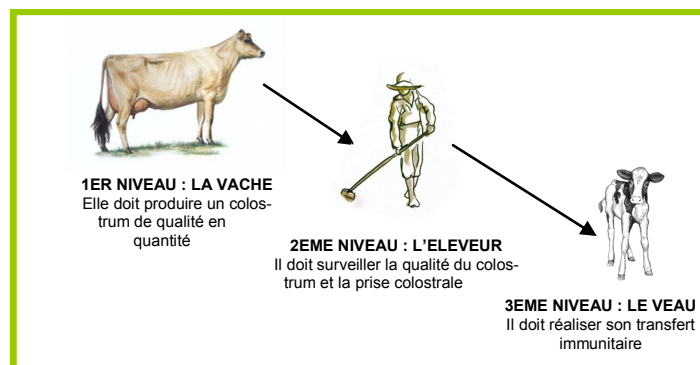 1ER NIVEAU : LA VACHE
Elle doit produire un colos-
trum de qualité en
quantité
2EME NIVEAU : L'ELEVEUR
Il doit surveiller la qualité du colos-
trum et la prise colostrale
3EME NIVEAU : LE VEAU
Il doit réaliser son transfert
immunitaire